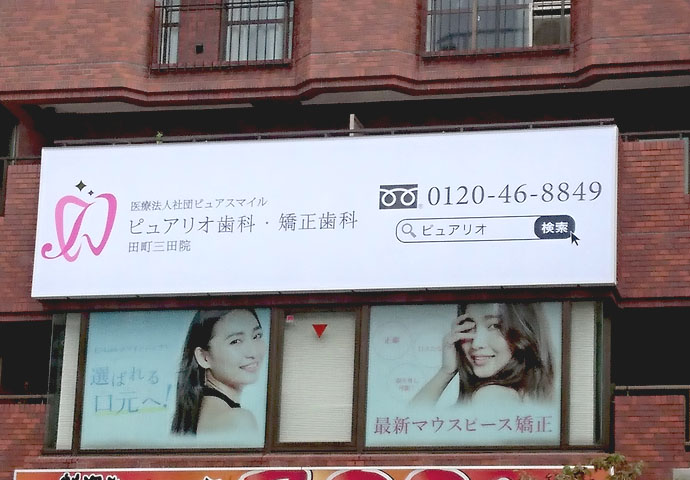 医療法人社団ピュアスマイル
ピュアリオ歯科・矯正歯科
田町三田院
0120-46-8849
ピュアリオ
検索
選ばれる
口元へ!
正確
最新マウスピース矯正